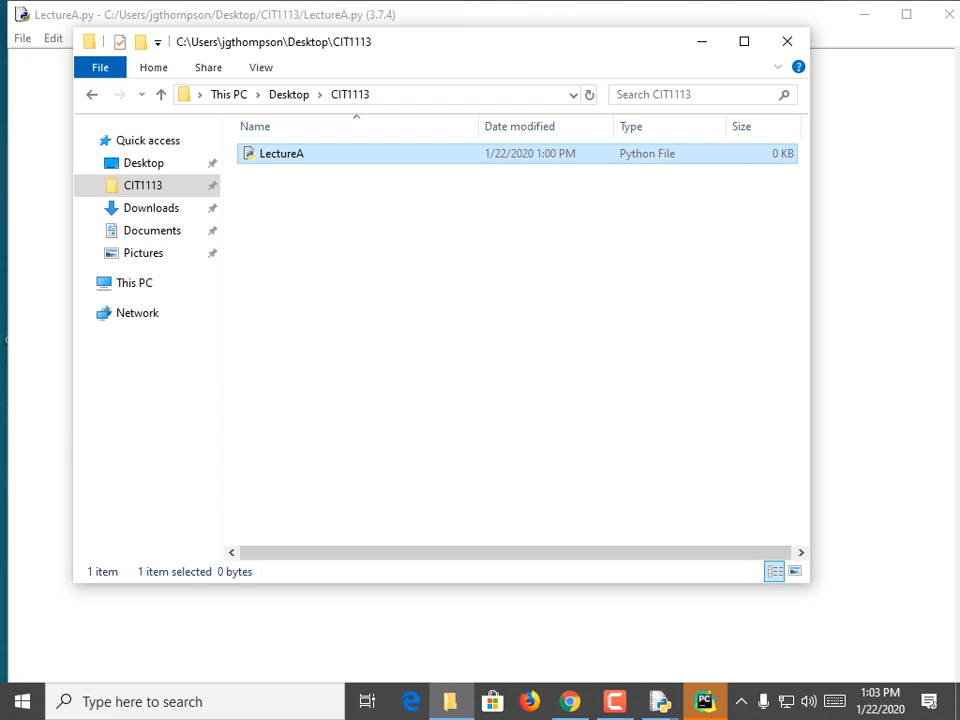 LectureA.py - C:/Users/jgthompson/Desktop/CIT1113/LectureA.py (3.7.4)
File Edit
C:\Users\jgthompson\Desktop\CIT1113
File Home Share View
This PC Desktop CIT1113
Search CIT1113
Name Date modified Type Size
LectureA 1/22/2020 1:00 PM Python File 0 KB
Quick access
Desktop
CIT1113
Downloads
Documents
Pictures
This PC
Network
1 item 1 item selected 0 bytes
Type here to search
1:03 PM
1/22/2020